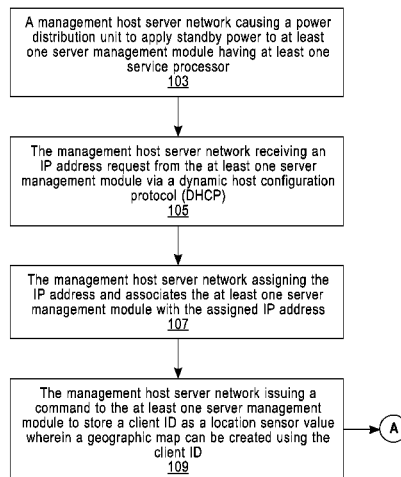 A management host server network causing a power
distribution unit to apply standby power to at least
one server management module having at least one
service processor
103
The management host server network receiving an
IP address request from the at least one server
management module via a dynamic host configuration
protocol (DHCP)
105
The management host server network assigning the
IP address and associates the at least one server
management module with the assigned IP address
107
The management host server network issuing a
command to the at least one server management
module to store a client ID as a location sensor value
wherein a geographic map can be created using the
client ID
109
A